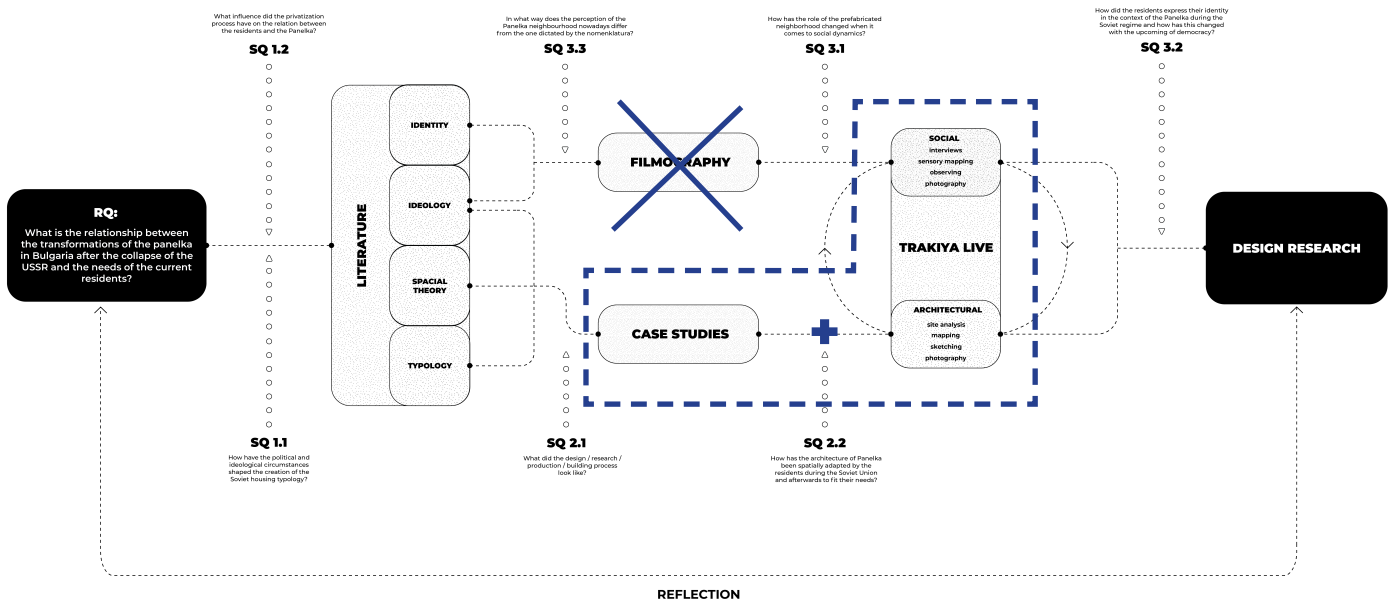 What influence did the privatization
process have on the relation between
the residents and the Panelka?
SQ 1.2
In what way does the perception of the
Panelka neighbourhood nowadays differ
from the one dictated by the nomenklatura?
SQ 3.3
How has the role of the prefabricated
neighborhood changed when it
comes to social dynamics?
SQ 3.1
How did the residents express their identity
in the context of the Panelka during the
Soviet regime and how has this changed
with the upcoming of democracy?
SQ 3.2
RQ:
What is the relationship between
the transformations of the panelka
in Bulgaria after the collapse of the
USSR and the needs of the current
residents?
LITERATURE
IDENTITY
IDEOLOGY
SPACIAL
THEORY
TYPOLOGY
FILMOGRAPHY
CASE STUDIES
SOCIAL
interviews
sensory mapping
observing
photography
TRAKIYA LIVE
ARCHITECTURAL
site analysis
mapping
sketching
photography
DESIGN RESEARCH
SQ 1.1
How have the political and
ideological circumstances
shaped the creation of the
Soviet housing typology?
SQ 2.1
What did the design / research /
production / building process
look like?
SQ 2.2
How has the architecture of Panelka
been spatially adapted by the
residents during the Soviet Union
and afterwards to fit their needs?
REFLECTION